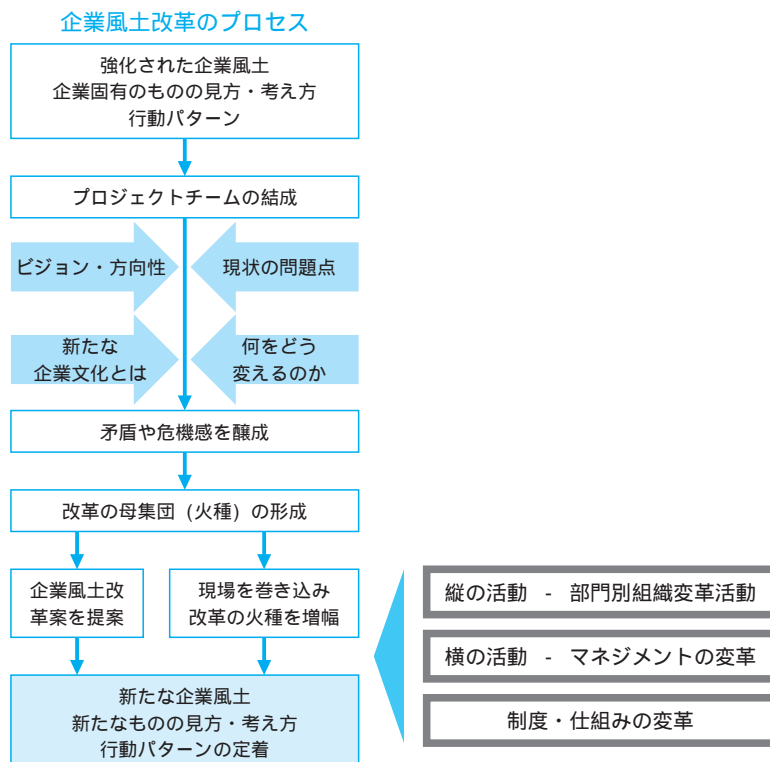 企業風土改革のプロセス
強化された企業風土
企業固有のものの見方・考え方
行動パターン
プロジェクトチームの結成
ビジョン・方向性
現状の問題点
新たな
企業文化とは
何をどう
変えるのか
矛盾や危機感を醸成
改革の母集団（火種）の形成
企業風土改
革案を提案
現場を巻き込み
改革の火種を増幅
縦の活動 - 部門別組織変革活動
横の活動 - マネジメントの変革
制度・仕組みの変革
新たな企業風土
新たなものの見方・考え方
行動パターンの定着